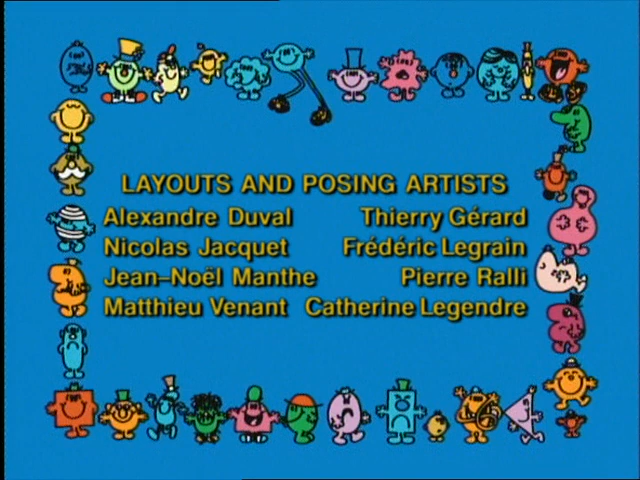 LAYOUTS AND POSING ARTISTS
Alexandre Duval Thierry Gérard
Nicolas Jacquet Frédéric Legrain
Jean-Noël Manthe Pierre Ralli
Matthieu Venant Catherine Legendre